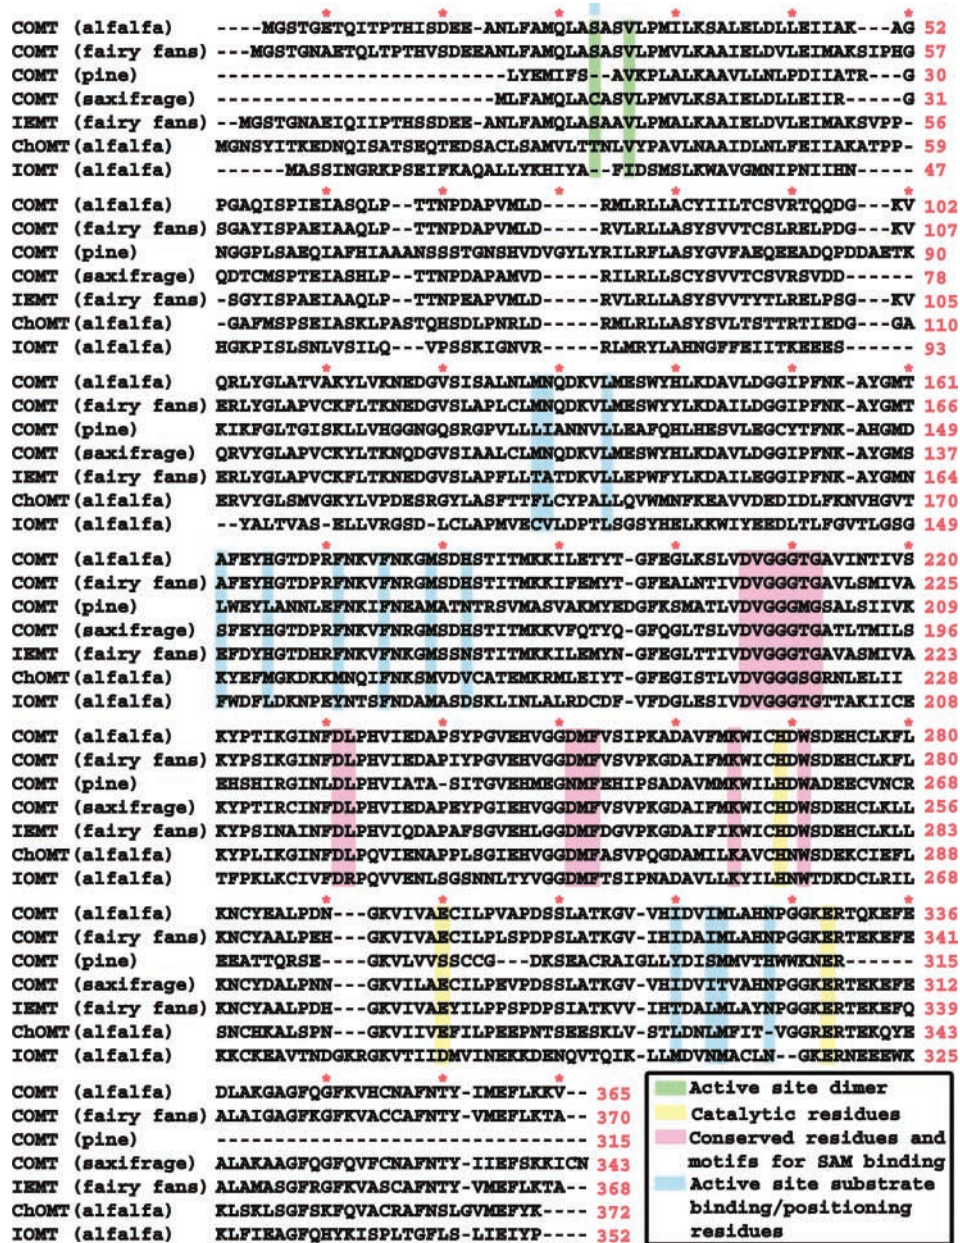 * * * * * *
COMT (alfalfa) ----MGSTGETQITPTHISDEE-ANLFAMQLASASVLPMILKSALELDLLEIIAK---AG 52
COMT (fairy fans) ---MGSTGNAETQLTPTHVSDEEANLFAMQLASASVLPMVLKAAIELDVLEIMAKSIPHG 57
COMT (pine) -------------------------LYEMIFS--AVKPLALKAAVLLNLPDIIATR---G 30
COMT (saxifrage) ------------------------MLFAMQLACASVLPMVLKSAIELDLLEIIR-----G 31
IEMT (fairy fans) --MGSTGNAEIQIIPTHSSDEE-ANLFAMQLASAAVLPMALKAAIELDVLEIMAKSVPP- 56
ChOMT(alfalfa) MGNSYITKEDNQISATSEQTEDSACLSAMVLTTNLVYPAVLNAAIDLNLFEIIAKATPP- 59
IOMT (alfalfa) ------MASSINGRKPSEIFKAQALLYKHIYA--FIDSMSLKWAVGMNIPNIIHN----- 47
* * * * * *
COMT (alfalfa) PGAQISPIEIASQLP--TTNPDAPVMLD-----RMLRLLACYIILTCSVRTQQDG---KV 102
COMT (fairy fans) SGAYISPAEIAAQLP--TTNPDAPVMLD-----RVLRLLASYSVVTCSLRELPDG---KV 107
COMT (pine) NGGPLSAEQIAFHIAAANSSSTGNSHVDVGYLYRILRFLASYGVFAEQEEADQPDDAETK 90
COMT (saxifrage) QDTCMSPTEIASHLP--TTNPDAPAMVD-----RILRLLSCYSVVTCSVRSVDD------ 78
IEMT (fairy fans) -SGYISPAEIAAQLP--TTNPEAPVMLD-----RVLRLLASYSVVTYTLRELPSG---KV 105
ChOMT(alfalfa) -GAFMSPSEIASKLPASTQHSDLPNRLD-----RMLRLLASYSVLTSTTRTIEDG---GA 110
IOMT (alfalfa) HGKPISLSNLVSILQ---VPSSKIGNVR-----RLMRYLAHNGFFEIITKEEES------ 93
* * * * * *
COMT (alfalfa) QRLYGLATVAKYLVKNEDGVSISALNLMNQDKVLMESWYHLKDAVLDGGIPFNK-AYGMT 161
COMT (fairy fans) ERLYGLAPVCKFLTKNEDGVSLAPLCLMNQDKVLMESWYYLKDAILDGGIPFNK-AYGMT 166
COMT (pine) KIKFGLTGISKLLVHGGNGQSRGPVLLLIANNVLLEAFQHLHESVLEGCYTFNK-AHGMD 149
COMT (saxifrage) QRVYGLAPVCKYLTKNQDGVSIAALCLMNQDKVLMESWYHLKDAVLDGGIPFNK-AYGMS 137
IEMT (fairy fans) ERLYGLAPVCKFLTKNEDGVSLAPFLLTATDKVLLEPWFYLKDAILEGGIPFNK-AYGMN 164
ChOMT(alfalfa) ERVYGLSMVGKYLVPDESRGYLASFTTFLCYPALLQVWMNFKEAVVDEDIDLFKNVHGVT 170
IOMT (alfalfa) --YALTVAS-ELLVRGSD-LCLAPMVECVLDPTLSGSYHELKKWIYEEDLTLFGVTLGSG 149
* * * * * *
COMT (alfalfa) AFEYHGTDPRFNKVFNKGMSDHSTITMKKILETYT-GFEGLKSLVDVGGGTGAVINTIVS 220
COMT (fairy fans) AFEYHGTDPRFNKVFNKGMSDHSTITMKKIFEMYT-GFEALNTIVDVGGGTGAVLSMIVA 225
COMT (pine) LWEYLANNLEFNKIFNEAMATNTRSVMASVAKMYEDGFKSMATLVDVGGGMGSALSIIVK 209
COMT (saxifrage) SFEYHGTDPRFNKVFNRGMSDHSTITMKKVFQTYQ-GFQGLTSLVDVGGGTGATLTMILS 196
IEMT (fairy fans) EFDYHGTDHRFNKVFNKGMSSNSTITMKKILEMYN-GFEGLTTIVDVGGGTGAVASMIVA 223
ChOMT(alfalfa) KYEFMGKDKKMNQIFNKSMVDVCATEMKRMLEIYT-GFEGISTLVDVGGGSGRNLELII 228
IOMT (alfalfa) FWDFLDKNPEYNTSFNDAMASDSKLINLALRDCDF-VFDGLESIVDVGGGTGTTAKIICE 208
* * * * * *
COMT (alfalfa) KYPTIKGINFDLPHVIEDAPSYPGVEHVGGDMFVSIPKADAVFMKWICHDWSDEHCLKFL 280
COMT (fairy fans) KYPSIKGINFDLPHVIEDAPIYPGVEHVGGDMFVSVPKGDAIFMKWICHDWSDEHCLKFL 280
COMT (pine) EHSHIRGINLDLPHVIATA-SITGVEHMEGNMFEHIPSADAVMMKWILHDWADEECVNCR 268
COMT (saxifrage) KYPTIRCINFDLPHVIEDAPEYPGIEHVGGDMFVSVPKGDAIFMKWICHDWSDEHCLKLL 256
IEMT (fairy fans) KYPSINAINFDLPHVIQDAPAFSGVEHLGGDMFDGVPKGDAIFIKWICHDWSDEHCLKLL 283
ChOMT(alfalfa) KYPLIKGINFDLPQVIENAPPLSGIEHVGGDMFASVPQGDAMILKAVCHNWSDEKCIEFL 288
IOMT (alfalfa) TFPKLKCIVFDRPQVVENLSGSNNLTYVGGDMFTSIPNADAVLLKYILHNWTDKDCLRIL 268
* * * * * *
COMT (alfalfa) KNCYEALPDN---GKVIVAECILPVAPDSSLATKGV-VHIDVIMLAHNPGGKERTQKEFE 336
COMT (fairy fans) KNCYAALPEH---GKVIVAECILPLSPDPSLATKGV-IHIDAIMLAHNPGGKERTEKEFE 341
COMT (pine) EEATTQRSE----GKVLVVSSCCG---DKSEACRAIGLLYDISMMVTHWWKNER------ 315
COMT (saxifrage) KNCYDALPNN---GKVILAECILPEVPDSSLATKGV-VHIDVITVAHNPGGKERTEKEFE 312
IEMT (fairy fans) KNCYAALPDH---GKVIVAEYILPPSPDPSIATKVV-IHTDALMLAYNPGGKERTEKEFQ 339
ChOMT(alfalfa) SNCHKALSPN---GKVIIVEFILPEEPNTSEESKLV-STLDNLMFIT-VGGRERTEKQYE 343
IOMT (alfalfa) KKCKEAVTNDGKRGKVTIIDMVINEKKDENQVTQIK-LLMDVNMACLN--GKERNEEEWK 325
* * *
COMT (alfalfa) DLAKGAGFQGFKVHCNAFNTY-IMEFLKKV-- 365
COMT (fairy fans) ALAIGAGFKGFKVACCAFNTY-VMEFLKTA-- 370
COMT (pine) -------------------------------- 315
COMT (saxifrage) ALAKAAGFQGFQVFCNAFNTY-IIEFSKKICN 343
IEMT (fairy fans) ALAMASGFRGFKVASCAFNTY-VMEFLKTA-- 368
ChOMT(alfalfa) KLSKLSGFSKFQVACRAFNSLGVMEFYK---- 372
IOMT (alfalfa) KLFIEAGFQHYKISPLTGFLS-LIEIYP---- 352
Active site dimer
Catalytic residues
Conserved residues and
motifs for SAM binding
Active site substrate
binding/positioning
residues